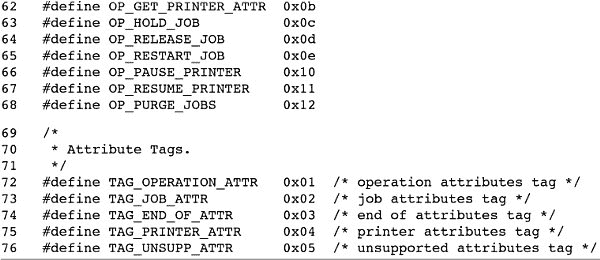 62   #define OP_GET_PRINTER_ATTR  0x0b
63   #define OP_HOLD_JOB          0x0c
64   #define OP_RELEASE_JOB       0x0d
65   #define OP_RESTART_JOB       0x0e
66   #define OP_PAUSE_PRINTER     0x10
67   #define OP_RESUME_PRINTER    0x11
68   #define OP_PURGE_JOBS        0x12
69   /*
70    * Attribute Tags.
71    */
72   #define TAG_OPERATION_ATTR   0x01  /* operation attributes tag */
73   #define TAG_JOB_ATTR         0x02  /* job attributes tag */
74   #define TAG_END_OF_ATTR      0x03  /* end of attributes tag */
75   #define TAG_PRINTER_ATTR     0x04  /* printer attributes tag */
76   #define TAG_UNSUPP_ATTR      0x05  /* unsupported attributes tag */